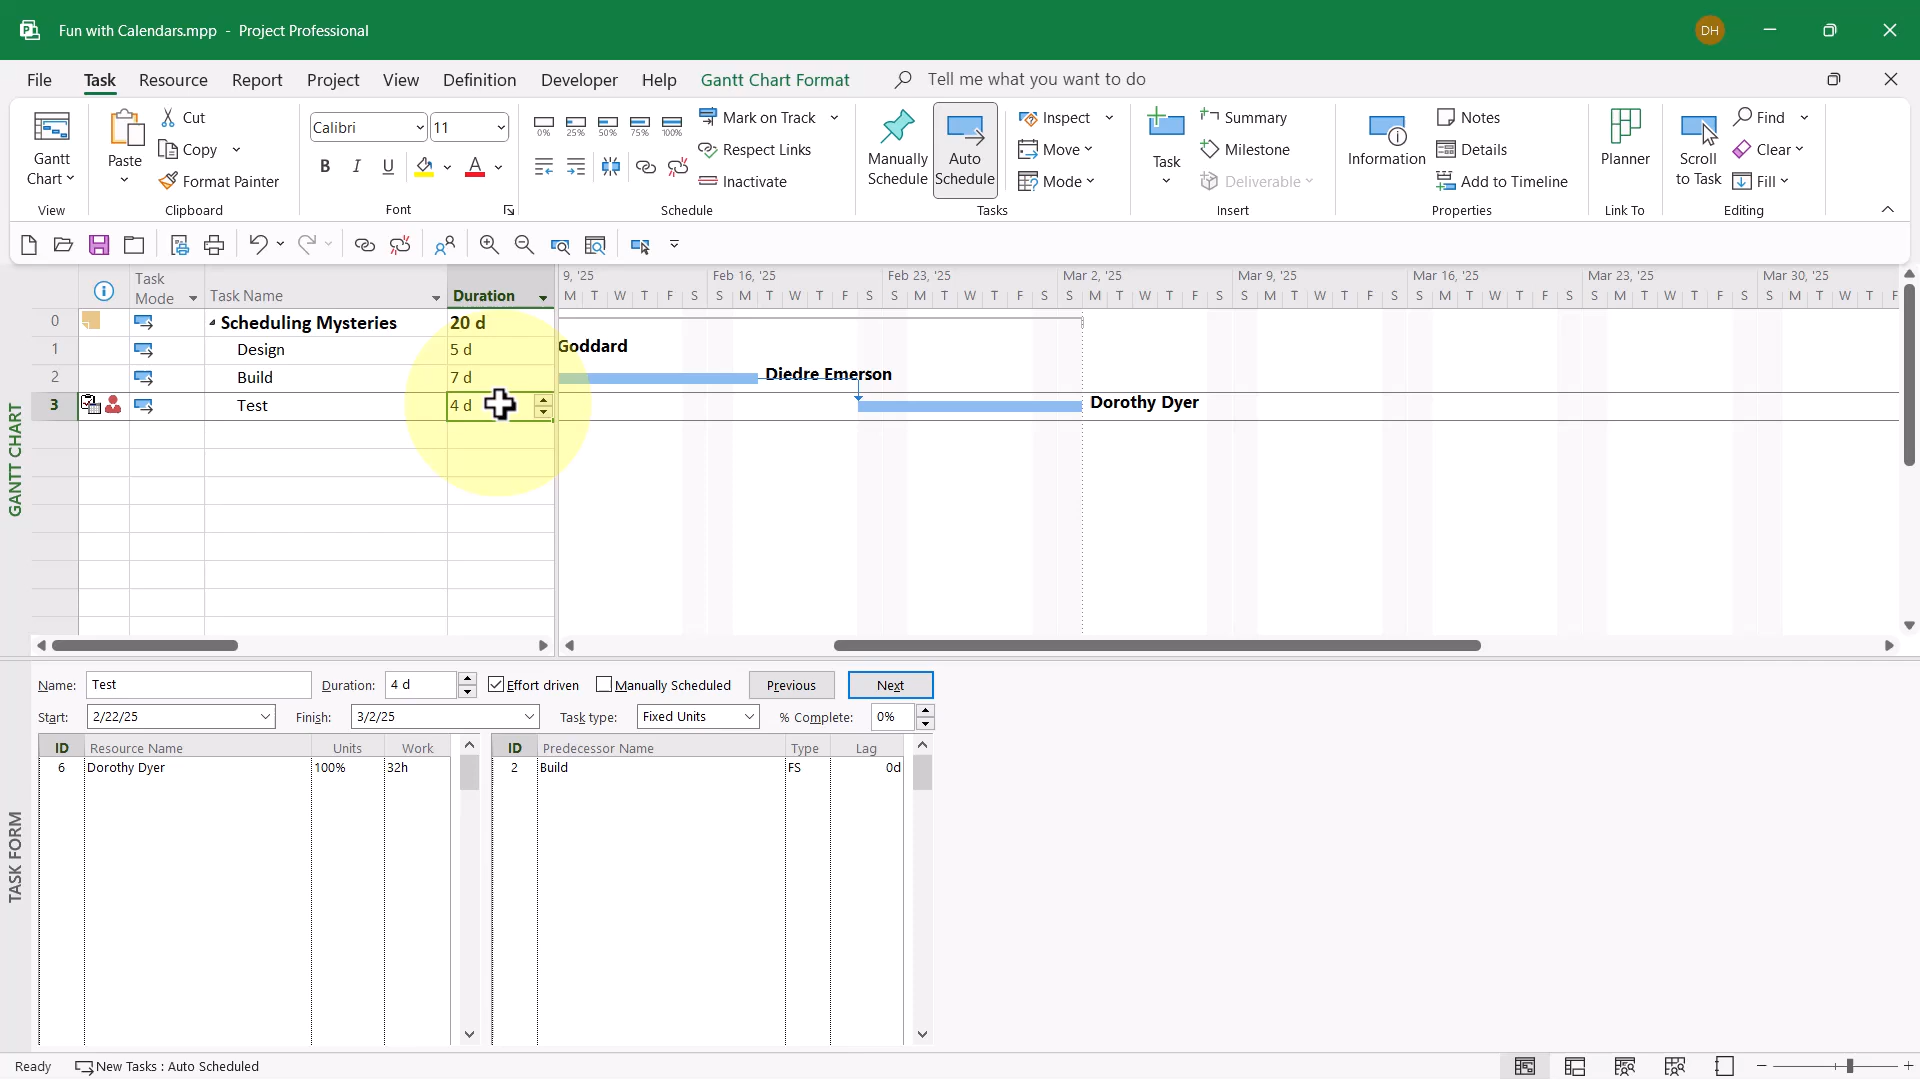 Fun with Calendars.mpp - Project Professional
DH
File Task Resource Report Project View Definition Developer Help Gantt Chart Format Tell me what you want to do
Gantt Chart
View
Paste
Cut
Copy
Format Painter
Clipboard
Calibri 11
B I U A
Font
0% 25% 50% 75% 100%
Mark on Track
Respect Links
Inactivate
Schedule
Manually Schedule
Auto Schedule
Inspect
Move
Mode
Tasks
Task
Summary
Milestone
Deliverable
Insert
Information
Notes
Details
Add to Timeline
Properties
Planner
Link To
Scroll to Task
Find
Clear
Fill
Editing
Task Mode Task Name Duration
9, '25 Feb 16, '25 Feb 23, '25 Mar 2, '25 Mar 9, '25 Mar 16, '25 Mar 23, '25 Mar 30, '25
M T W T F S S M T W T F S S M T W T F S S M T W T F S S M T W T F S S M T W T F S S M T W T F S S M T W T F
0 Scheduling Mysteries 20 d
1 Design 5 d Goddard
2 Build 7 d Diedre Emerson
3 Test 4 d Dorothy Dyer
GANTT CHART
Name: Test Duration: 4 d Effort driven Manually Scheduled Previous Next
Start: 2/22/25 Finish: 3/2/25 Task type: Fixed Units % Complete: 0%
ID Resource Name Units Work ID Predecessor Name Type Lag
6 Dorothy Dyer 100% 32h 2 Build FS 0d
TASK FORM
Ready New Tasks : Auto Scheduled